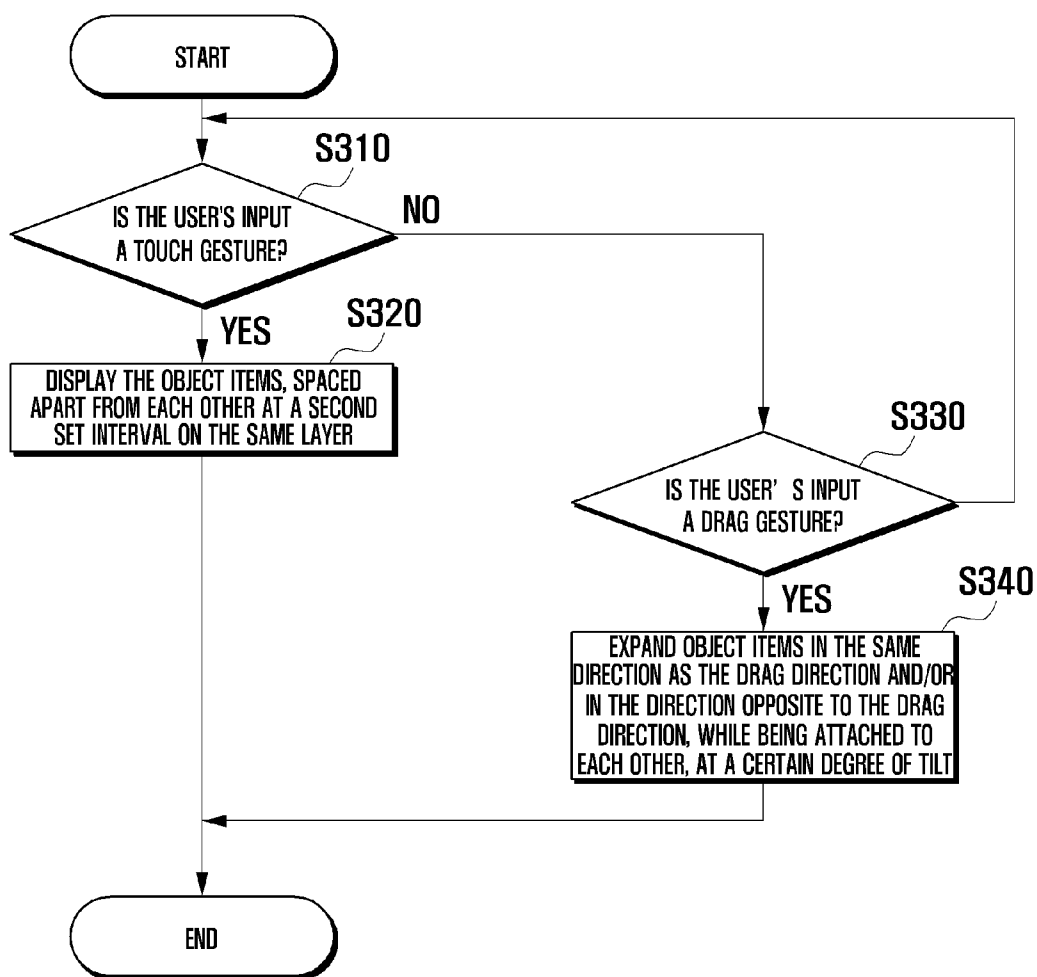 START
S310
IS THE USER'S INPUT
A TOUCH GESTURE?
NO
YES
S320
DISPLAY THE OBJECT ITEMS, SPACED
APART FROM EACH OTHER AT A SECOND
SET INTERVAL ON THE SAME LAYER
S330
IS THE USER' S INPUT
A DRAG GESTURE?
YES
S340
EXPAND OBJECT ITEMS IN THE SAME
DIRECTION AS THE DRAG DIRECTION AND/OR
IN THE DIRECTION OPPOSITE TO THE DRAG
DIRECTION, WHILE BEING ATTACHED TO
EACH OTHER, AT A CERTAIN DEGREE OF TILT
END